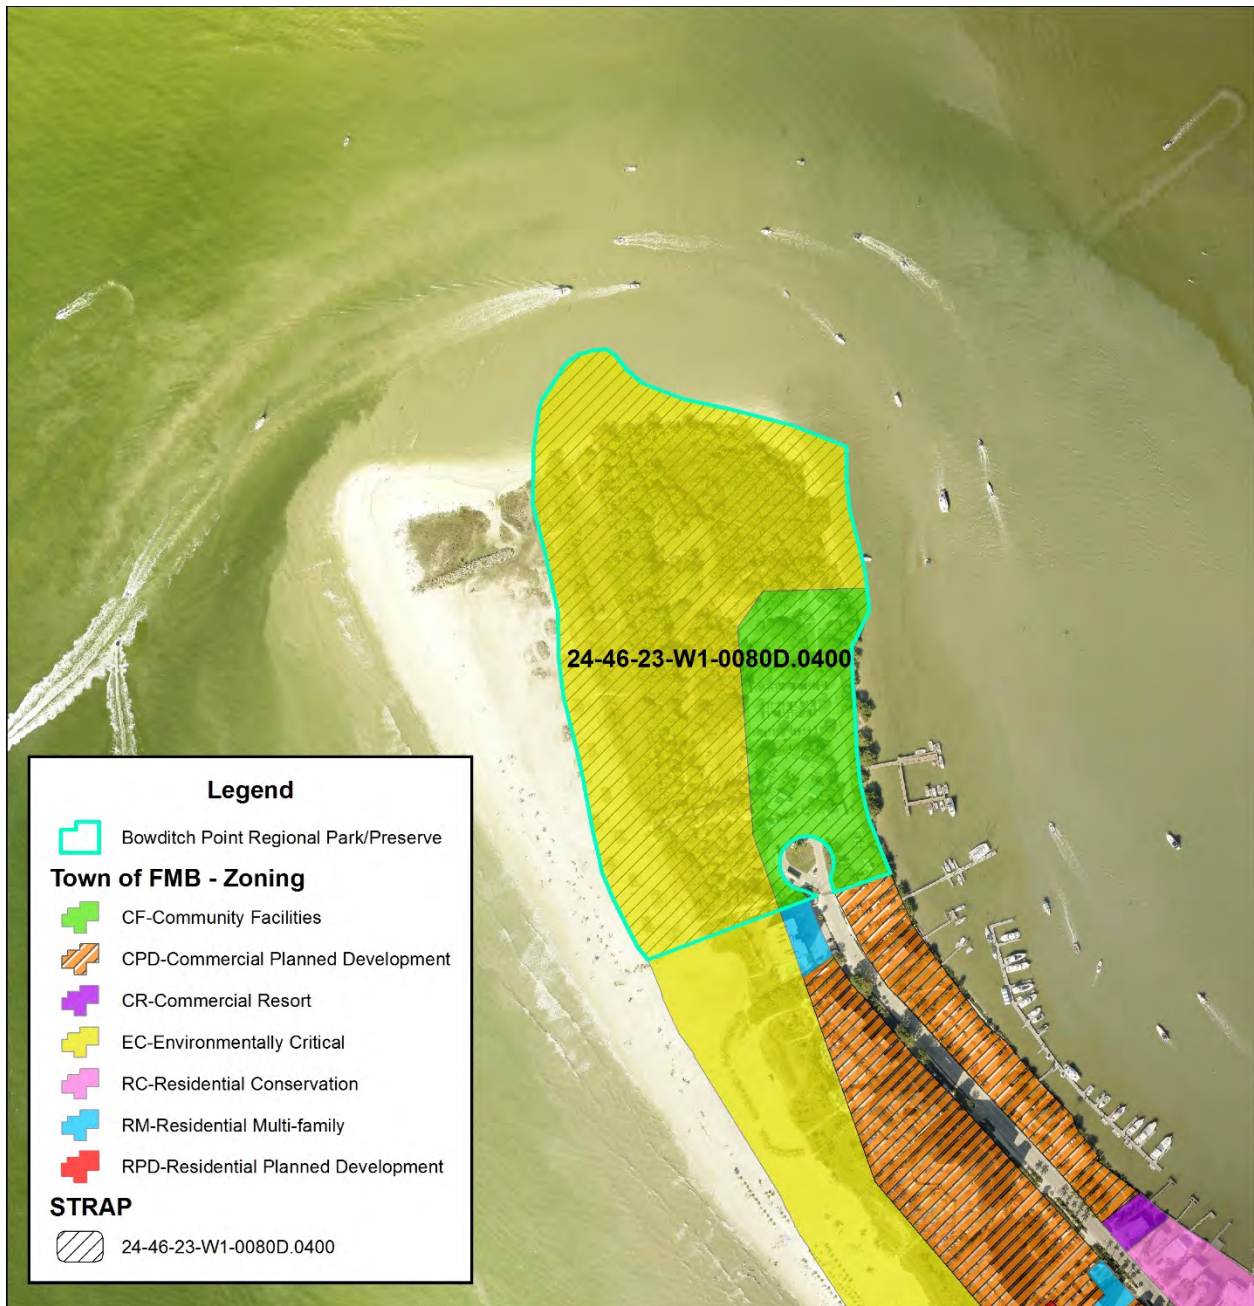 24-46-23-W1-0080D.0400
Legend
Bowditch Point Regional Park/Preserve
Town of FMB - Zoning
CF-Community Facilities
CPD-Commercial Planned Development
CR-Commercial Resort
EC-Environmentally Critical
RC-Residential Conservation
RM-Residential Multi-family
RPD-Residential Planned Development
STRAP
24-46-23-W1-0080D.0400